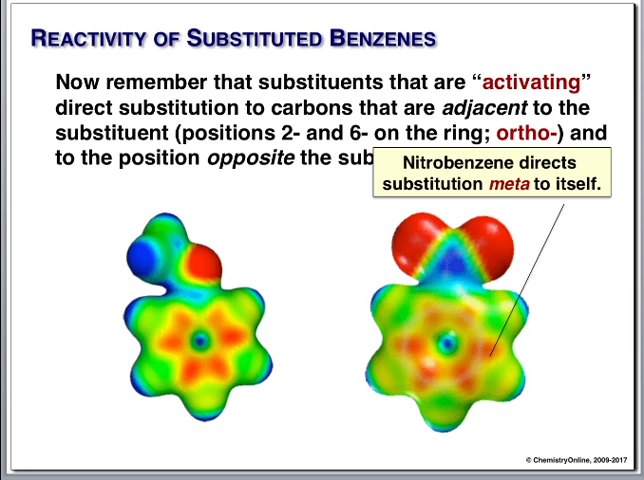 REACTIVITY OF SUBSTITUTED BENZENES
Now remember that substituents that are “activating”
direct substitution to carbons that are adjacent to the
substituent (positions 2- and 6- on the ring; ortho-) and
to the position opposite the sub
Nitrobenzene directs
substitution meta to itself.
© ChemistryOnline, 2009-2017